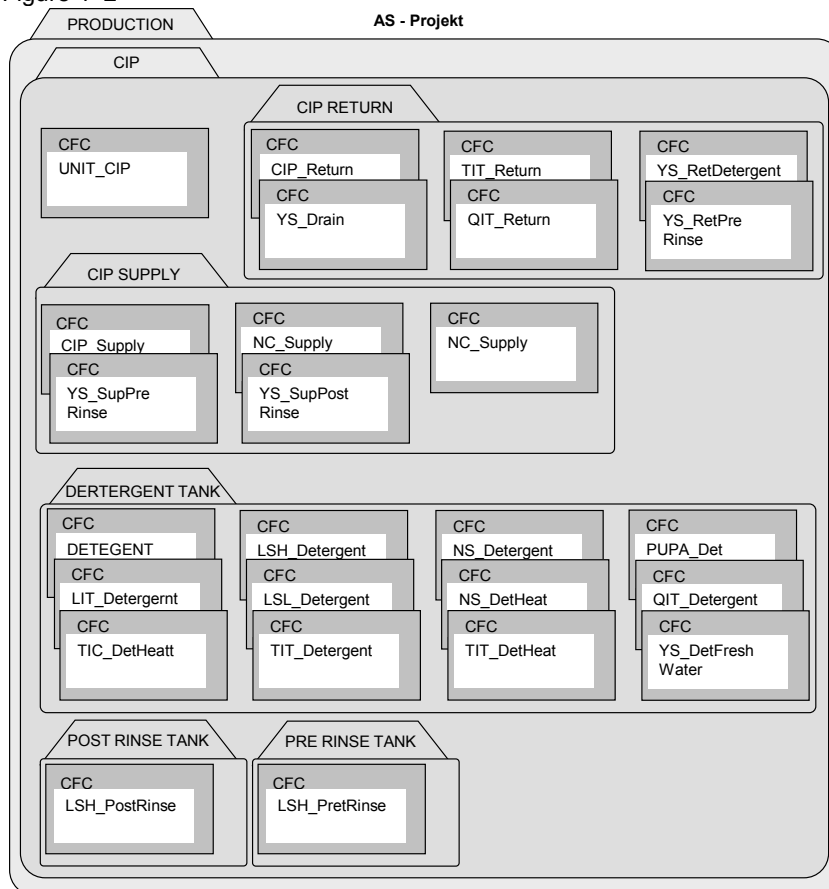 PRODUCTION
AS - Projekt
CIP
CIP RETURN
CFC
UNIT_CIP
CFC
CIP_Return
CFC
YS_Drain
CFC
TIT_Return
CFC
QIT_Return
CFC
YS_RetDetergent
CFC
YS_RetPre
Rinse
CIP SUPPLY
CFC
CIP_Supply
CFC
YS_SupPre
Rinse
CFC
NC_Supply
CFC
YS_SupPost
Rinse
CFC
NC_Supply
DERTERGENT TANK
CFC
DETEGENT
CFC
LIT_Detergernt
CFC
TIC_DetHeatt
CFC
LSH_Detergent
CFC
LSL_Detergent
CFC
TIT_Detergent
CFC
NS_Detergent
CFC
NS_DetHeat
CFC
TIT_DetHeat
CFC
PUPA_Det
CFC
QIT_Detergent
CFC
YS_DetFresh
Water
POST RINSE TANK
CFC
LSH_PostRinse
PRE RINSE TANK
CFC
LSH_PretRinse